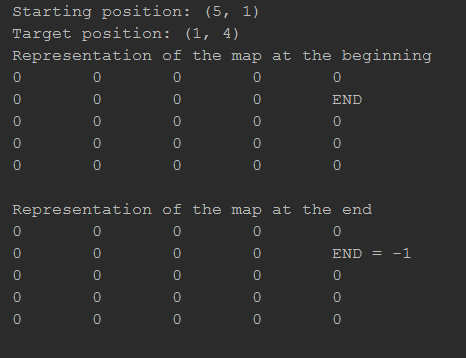 Starting position: (5, 1)
Target position: (1, 4)
Representation of the map at the beginning
0 0 0 0 0
0 0 0 0 END
0 0 0 0 0
0 0 0 0 0
0 0 0 0 0
Representation of the map at the end
0 0 0 0 0
0 0 0 0 END = -1
0 0 0 0 0
0 0 0 0 0
0 0 0 0 0